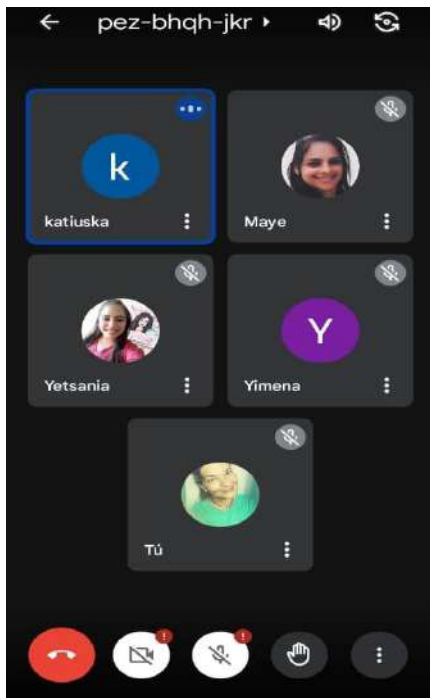 pez-bhqh-jkr
k
katiuska
Maye
Yetsania
Y
Yimena
Tú